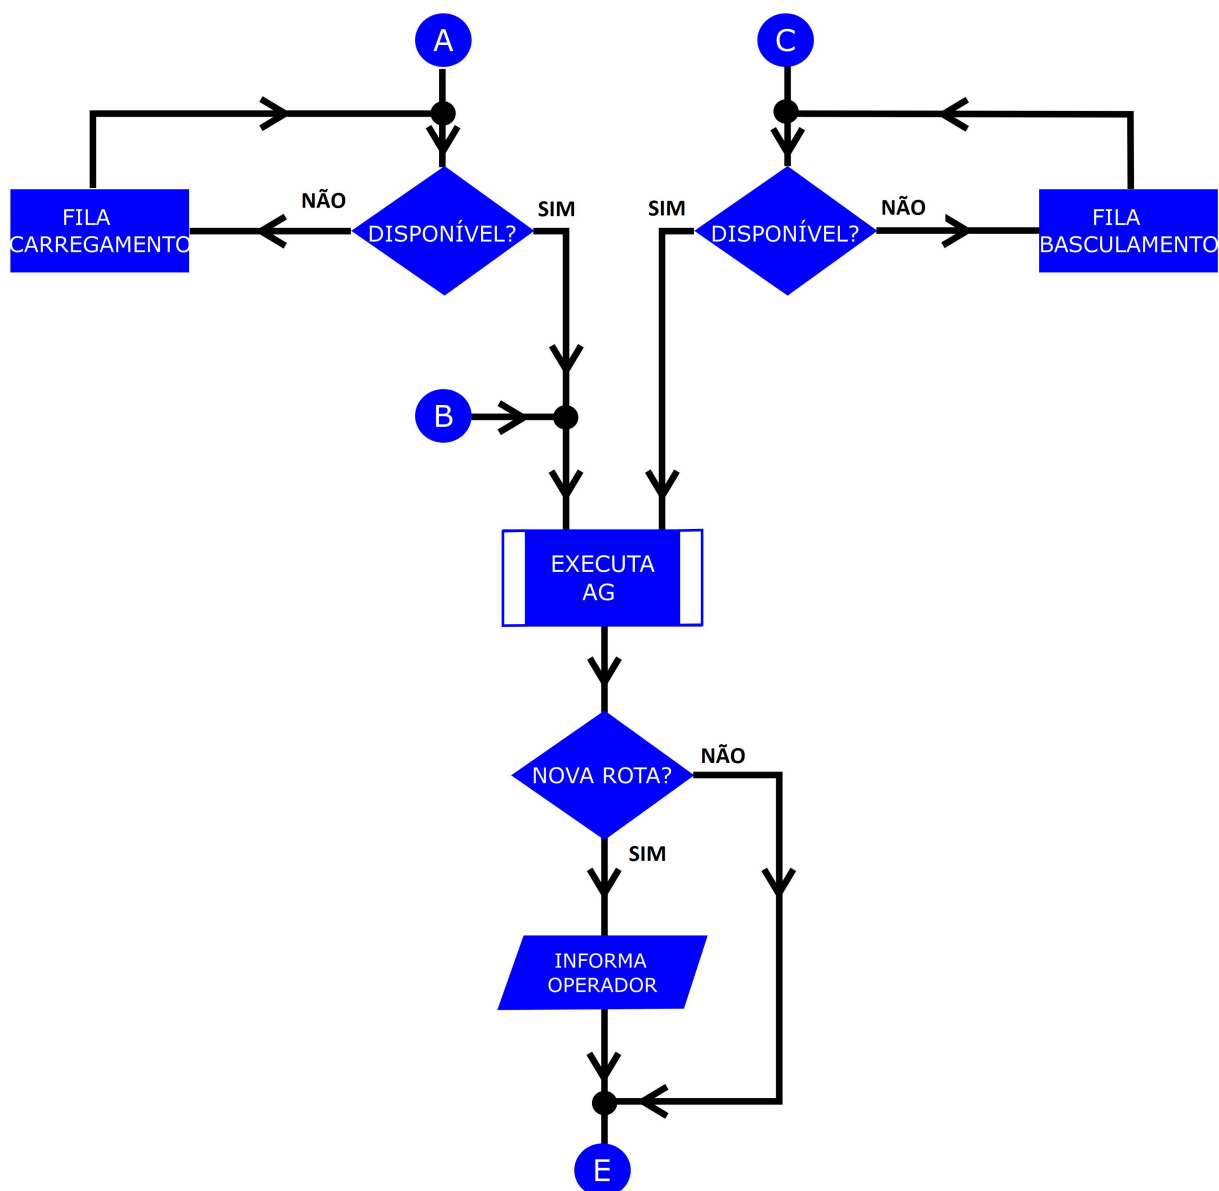 A
C
NÃO
SIM
SIM
NÃO
FILA
CARREGAMENTO
DISPONÍVEL?
DISPONÍVEL?
FILA
BASCULAMENTO
B
EXECUTA
AG
NOVA ROTA?
NÃO
SIM
INFORMA
OPERADOR
E